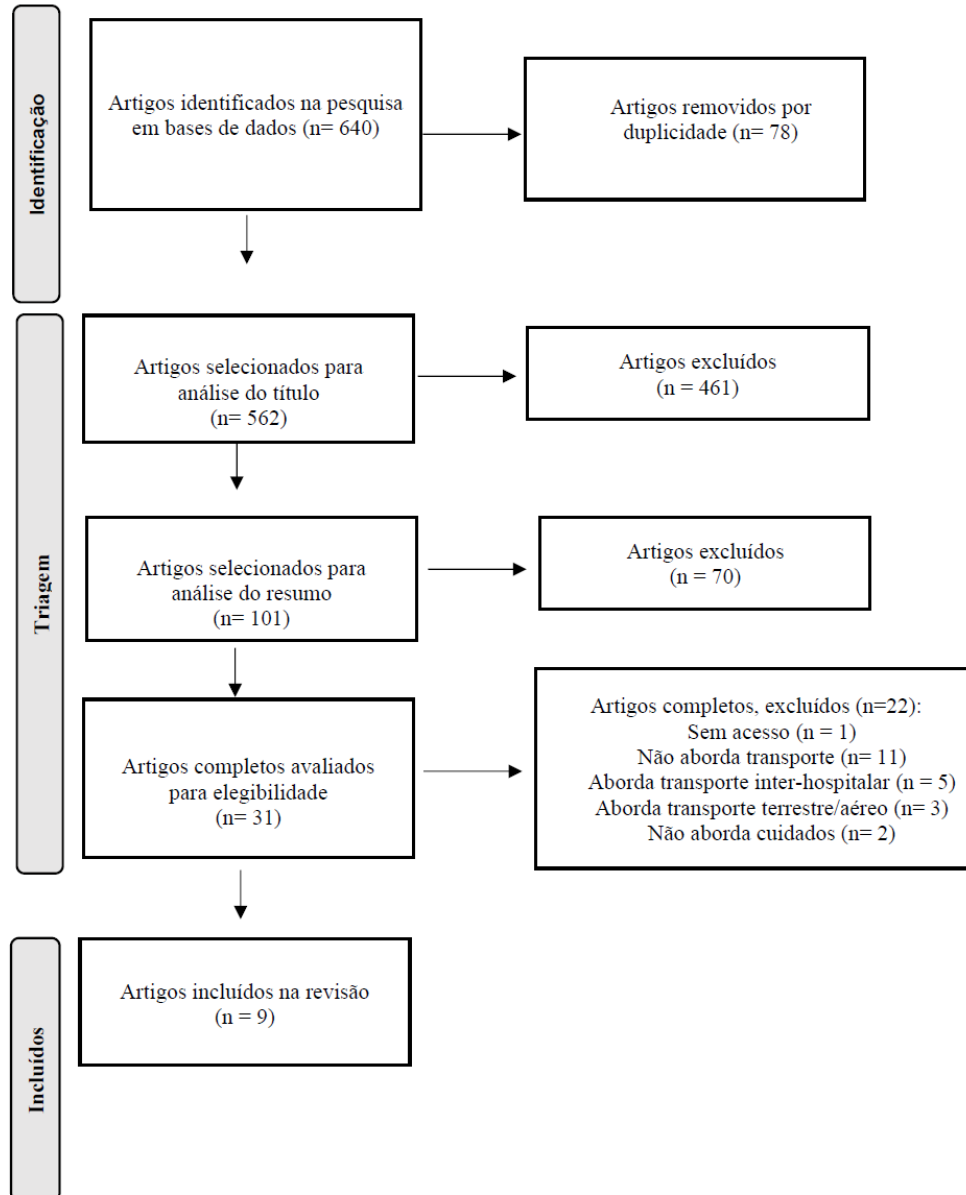 Identificação
Artigos identificados na pesquisa
em bases de dados (n= 640)
Artigos removidos por
duplicidade (n= 78)
Triagem
Artigos selecionados para
análise do título
(n= 562)
Artigos excluídos
(n = 461)
Artigos selecionados para
análise do resumo
(n= 101)
Artigos excluídos
(n = 70)
Artigos completos avaliados
para elegibilidade
(n= 31)
Artigos completos, excluídos (n=22):
Sem acesso (n = 1)
Não aborda transporte (n= 11)
Aborda transporte inter-hospitalar (n = 5)
Aborda transporte terrestre/aéreo (n= 3)
Não aborda cuidados (n= 2)
Incluídos
Artigos incluídos na revisão
(n = 9)